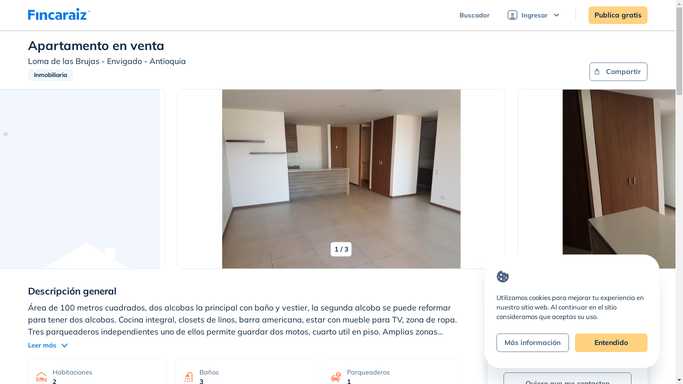 Fincaraiz
Buscador
Ingresar
Publica gratis
Apartamento en venta
Loma de las Brujas - Envigado - Antioquia
Inmobiliaria
Compartir
1 / 3
Descripción general
Área de 100 metros cuadrados, dos alcobas la principal con baño y vestier, la segunda alcoba se puede reformar
para tener dos alcobas. Cocina integral, closets de linos, barra americana, estar con mueble para TV, zona de ropa.
Tres parqueaderos independientes uno de ellos permite guardar dos motos, cuarto util en piso. Amplias zonas...
Leer más
Habitaciones
2
Baños
3
Parqueaderos
1
Utilizamos cookies para mejorar tu experiencia en
nuestro sitio web. Al continuar en el sitio
consideramos que aceptas su uso.
Más información
Entendido
Quiero que me contacten